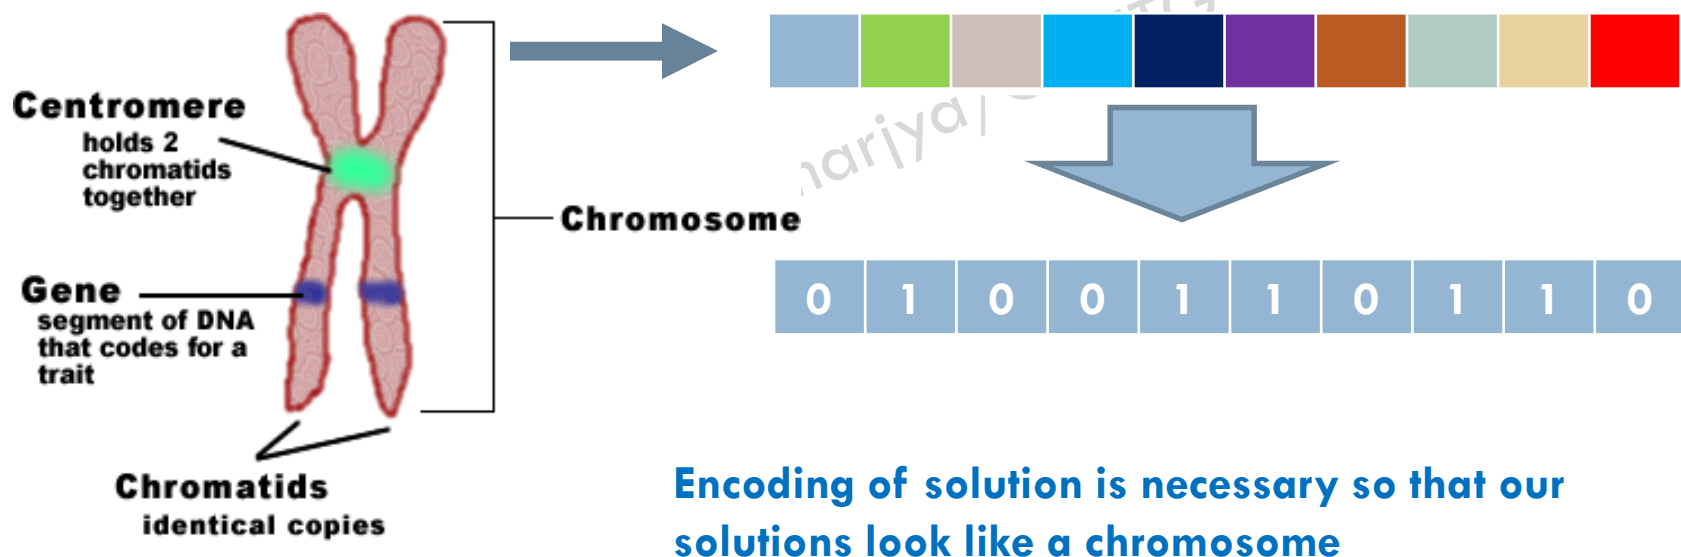 Centromere
holds 2
chromatids
together
Chromosome
Gene
segment of DNA
that codes for a
trait
Chromatids
identical copies
0 1 0 0 1 1 0 1 1 0
Encoding of solution is necessary so that our
solutions look like a chromosome